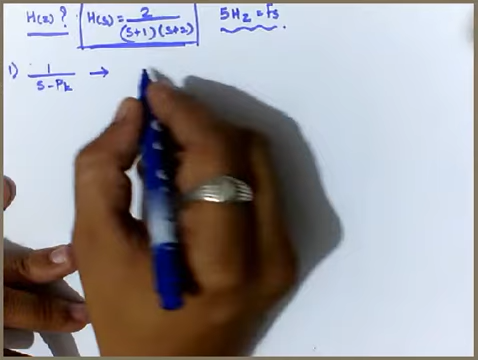 H(z) ? H(s) = 2 / (s+1)(s+2) 5Hz = Fs .
1) 1 / s - Pk →